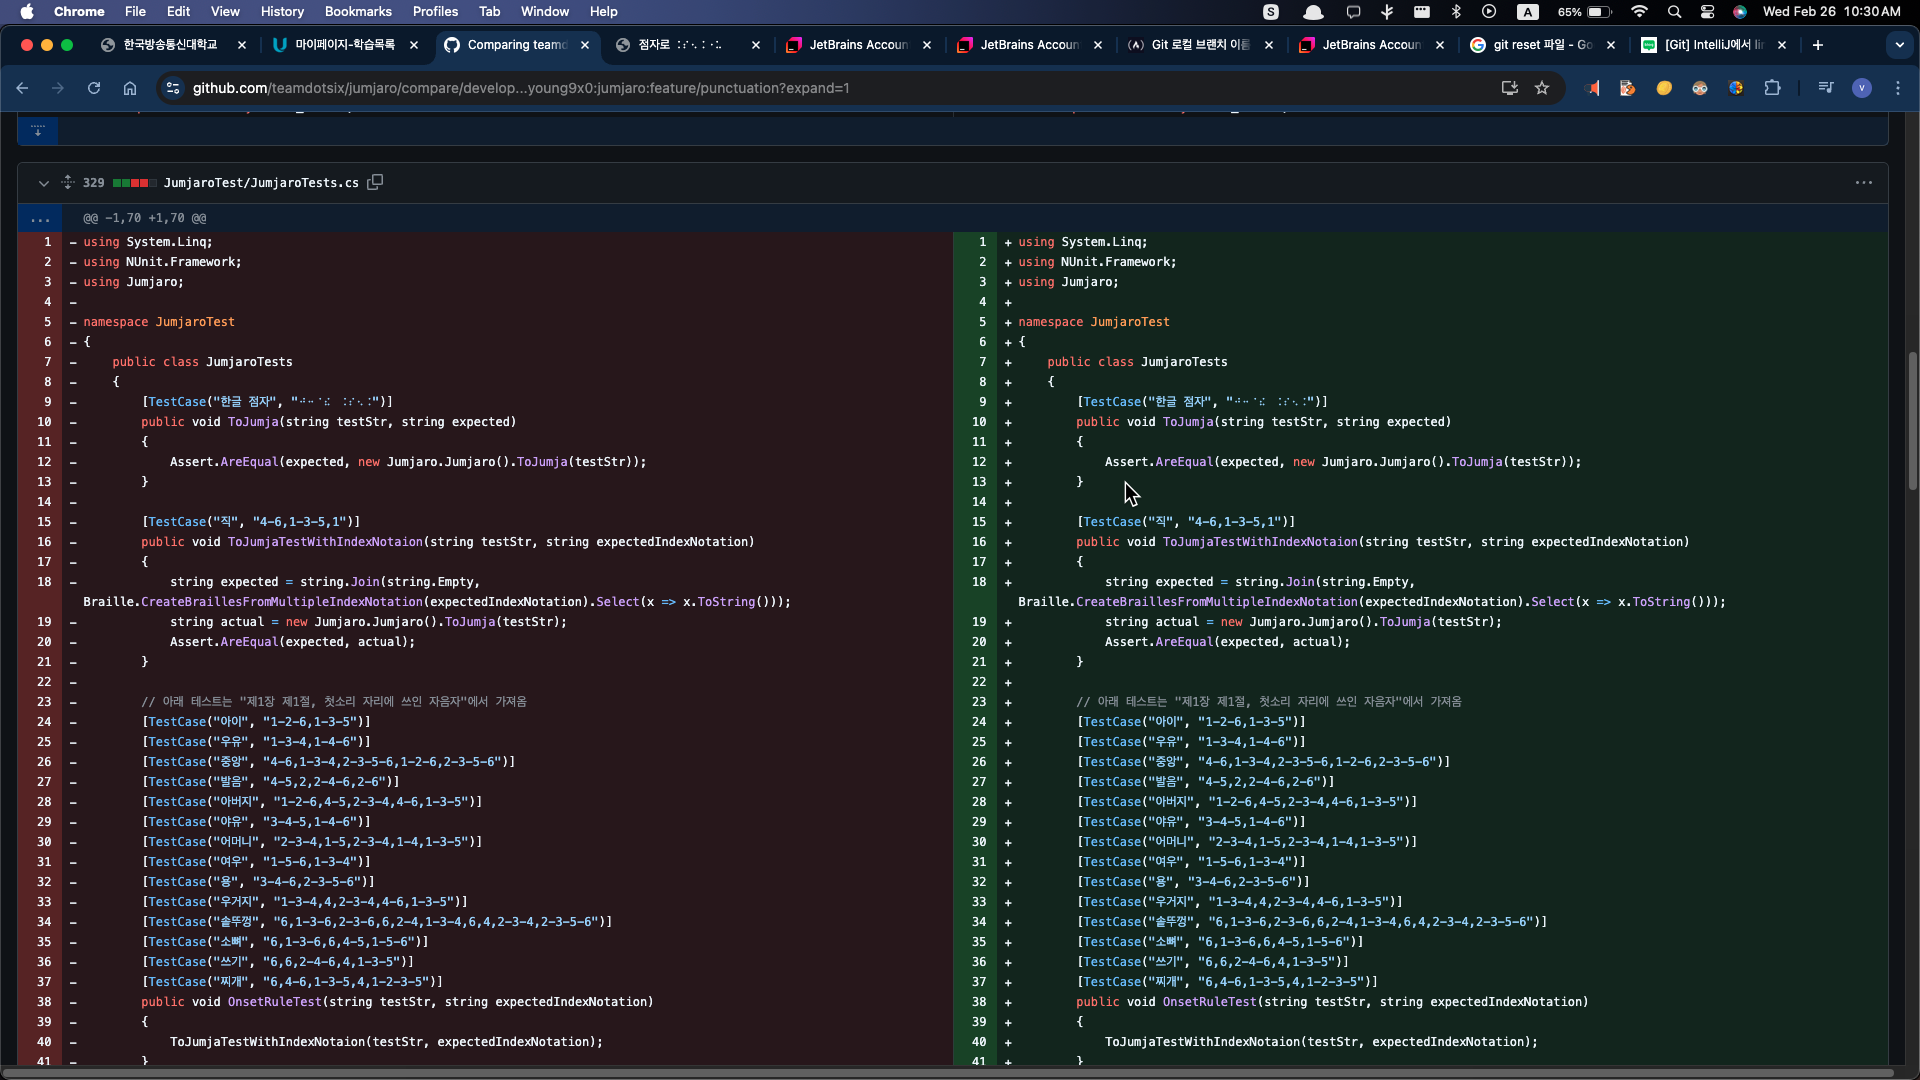 Chrome File Edit View History Bookmarks Profiles Tab Window Help 65% Wed Feb 26 10:30 AM
한국방송통신대학교 마이페이지-학습목록 Comparing teamd JetBrains Accoun JetBrains Accoun Git 로컬 브랜치 이름 JetBrains Accoun git reset 파일 - Go [Git] IntelliJ에서 lin
github.com/teamdotsix/jumjaro/compare/develop...young9x0:jumjaro:feature/punctuation?expand=1
329 JumjaroTest/JumjaroTests.cs
@@ -1,70 +1,70 @@
1 - using System.Linq;
2 - using NUnit.Framework;
3 - using Jumjaro;
4 -
5 - namespace JumjaroTest
6 - {
7 - public class JumjaroTests
8 - {
9 - [TestCase("한글 점자", "")]
10 - public void ToJumja(string testStr, string expected)
11 - {
12 - Assert.AreEqual(expected, new Jumjaro.Jumjaro().ToJumja(testStr));
13 - }
14 -
15 - [TestCase("직", "4-6,1-3-5,1")]
16 - public void ToJumjaTestWithIndexNotaion(string testStr, string expectedIndexNotation)
17 - {
18 - string expected = string.Join(string.Empty,
Braille.CreateBraillesFromMultipleIndexNotation(expectedIndexNotation).Select(x => x.ToString()));
19 - string actual = new Jumjaro.Jumjaro().ToJumja(testStr);
20 - Assert.AreEqual(expected, actual);
21 - }
22 -
23 - // 아래 테스트는 "제1장 제1절, 첫소리 자리에 쓰인 자음자"에서 가져옴
24 - [TestCase("아이", "1-2-6,1-3-5")]
25 - [TestCase("우유", "1-3-4,1-4-6")]
26 - [TestCase("중앙", "4-6,1-3-4,2-3-5-6,1-2-6,2-3-5-6")]
27 - [TestCase("발음", "4-5,2,2-4-6,2-6")]
28 - [TestCase("아버지", "1-2-6,4-5,2-3-4,4-6,1-3-5")]
29 - [TestCase("야유", "3-4-5,1-4-6")]
30 - [TestCase("어머니", "2-3-4,1-5,2-3-4,1-4,1-3-5")]
31 - [TestCase("여우", "1-5-6,1-3-4")]
32 - [TestCase("용", "3-4-6,2-3-5-6")]
33 - [TestCase("우거지", "1-3-4,4,2-3-4,4-6,1-3-5")]
34 - [TestCase("솥뚜껑", "6,1-3-6,2-3-6,6,2-4,1-3-4,6,4,2-3-4,2-3-5-6")]
35 - [TestCase("소뼈", "6,1-3-6,6,4-5,1-5-6")]
36 - [TestCase("쓰기", "6,6,2-4-6,4,1-3-5")]
37 - [TestCase("찌개", "6,4-6,1-3-5,4,1-2-3-5")]
38 - public void OnsetRuleTest(string testStr, string expectedIndexNotation)
39 - {
40 - ToJumjaTestWithIndexNotaion(testStr, expectedIndexNotation);
41 - }
1 + using System.Linq;
2 + using NUnit.Framework;
3 + using Jumjaro;
4 +
5 + namespace JumjaroTest
6 + {
7 + public class JumjaroTests
8 + {
9 + [TestCase("한글 점자", "")]
10 + public void ToJumja(string testStr, string expected)
11 + {
12 + Assert.AreEqual(expected, new Jumjaro.Jumjaro().ToJumja(testStr));
13 + }
14 +
15 + [TestCase("직", "4-6,1-3-5,1")]
16 + public void ToJumjaTestWithIndexNotaion(string testStr, string expectedIndexNotation)
17 + {
18 + string expected = string.Join(string.Empty,
Braille.CreateBraillesFromMultipleIndexNotation(expectedIndexNotation).Select(x => x.ToString()));
19 + string actual = new Jumjaro.Jumjaro().ToJumja(testStr);
20 + Assert.AreEqual(expected, actual);
21 + }
22 +
23 + // 아래 테스트는 "제1장 제1절, 첫소리 자리에 쓰인 자음자"에서 가져옴
24 + [TestCase("아이", "1-2-6,1-3-5")]
25 + [TestCase("우유", "1-3-4,1-4-6")]
26 + [TestCase("중앙", "4-6,1-3-4,2-3-5-6,1-2-6,2-3-5-6")]
27 + [TestCase("발음", "4-5,2,2-4-6,2-6")]
28 + [TestCase("아버지", "1-2-6,4-5,2-3-4,4-6,1-3-5")]
29 + [TestCase("야유", "3-4-5,1-4-6")]
30 + [TestCase("어머니", "2-3-4,1-5,2-3-4,1-4,1-3-5")]
31 + [TestCase("여우", "1-5-6,1-3-4")]
32 + [TestCase("용", "3-4-6,2-3-5-6")]
33 + [TestCase("우거지", "1-3-4,4,2-3-4,4-6,1-3-5")]
34 + [TestCase("솥뚜껑", "6,1-3-6,2-3-6,6,2-4,1-3-4,6,4,2-3-4,2-3-5-6")]
35 + [TestCase("소뼈", "6,1-3-6,6,4-5,1-5-6")]
36 + [TestCase("쓰기", "6,6,2-4-6,4,1-3-5")]
37 + [TestCase("찌개", "6,4-6,1-3-5,4,1-2-3-5")]
38 + public void OnsetRuleTest(string testStr, string expectedIndexNotation)
39 + {
40 + ToJumjaTestWithIndexNotaion(testStr, expectedIndexNotation);
41 + }